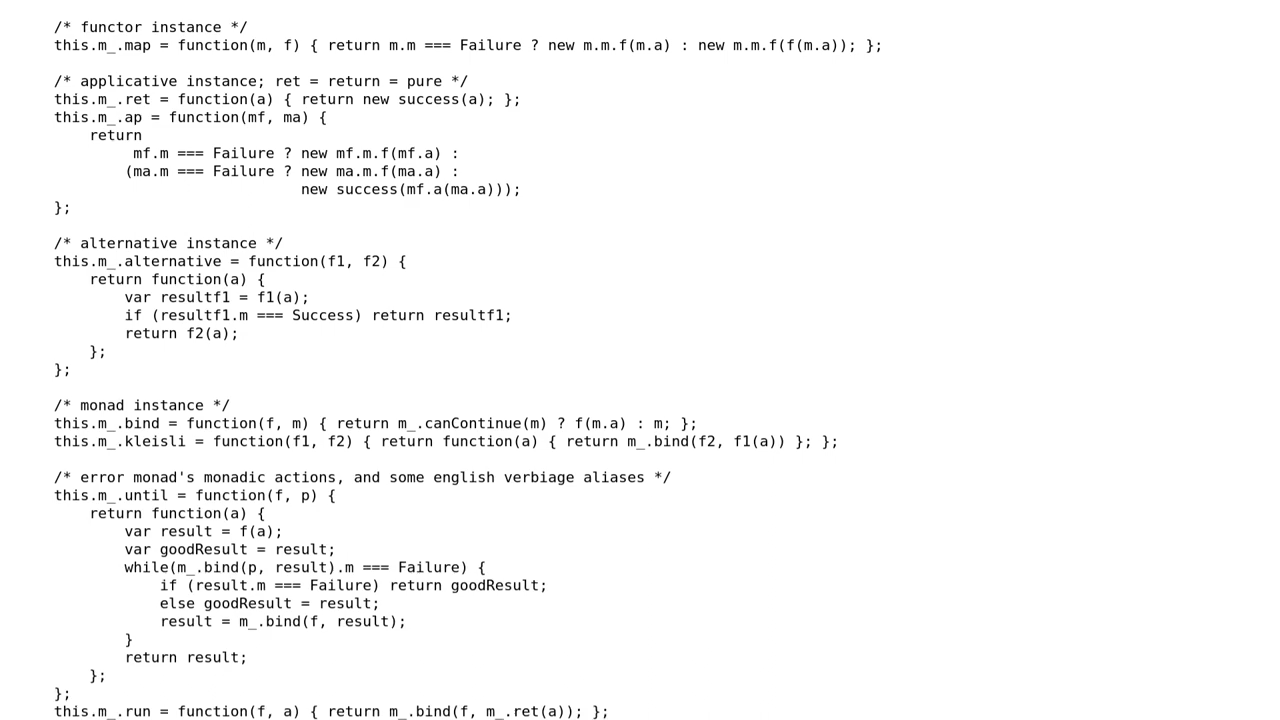 /* functor instance */
this.m_.map = function(m, f) { return m.m === Failure ? new m.m.f(m.a) : new m.m.f(f(m.a)); };
/* applicative instance; ret = return = pure */
this.m_.ret = function(a) { return new success(a); };
this.m_.ap = function(mf, ma) {
return
mf.m === Failure ? new mf.m.f(mf.a) :
(ma.m === Failure ? new ma.m.f(ma.a) :
new success(mf.a(ma.a)));
};
/* alternative instance */
this.m_.alternative = function(f1, f2) {
return function(a) {
var resultf1 = f1(a);
if (resultf1.m === Success) return resultf1;
return f2(a);
};
};
/* monad instance */
this.m_.bind = function(f, m) { return m_.canContinue(m) ? f(m.a) : m; };
this.m_.kleisli = function(f1, f2) { return function(a) { return m_.bind(f2, f1(a)) }; };
/* error monad's monadic actions, and some english verbiage aliases */
this.m_.until = function(f, p) {
return function(a) {
var result = f(a);
var goodResult = result;
while(m_.bind(p, result).m === Failure) {
if (result.m === Failure) return goodResult;
else goodResult = result;
result = m_.bind(f, result);
}
return result;
};
};
this.m_.run = function(f, a) { return m_.bind(f, m_.ret(a)); };